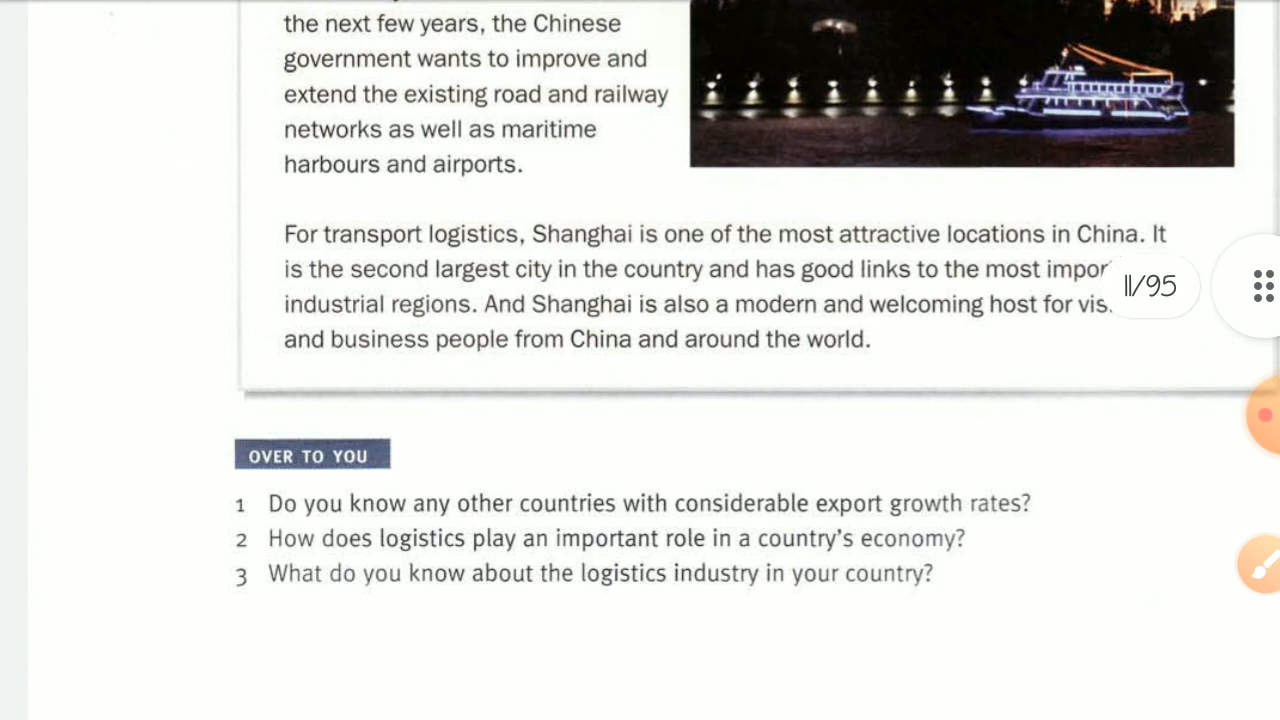 the next few years, the Chinese
government wants to improve and
extend the existing road and railway
networks as well as maritime
harbours and airports.
For transport logistics, Shanghai is one of the most attractive locations in China. It
is the second largest city in the country and has good links to the most
industrial regions. And Shanghai is also a modern and welcoming host for
and business people from China and around the world.
11/95
OVER TO YOU
1 Do you know any other countries with considerable export growth rates?
2 How does logistics play an important role in a country's economy?
3 What do you know about the logistics industry in your country?